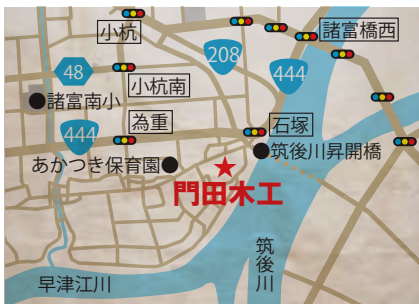 小杭
諸富橋西
208
48
444
小杭南
諸富南小
444
為重
石塚
筑後川昇開橋
あかつき保育園
門田木工
筑後川
早津江川